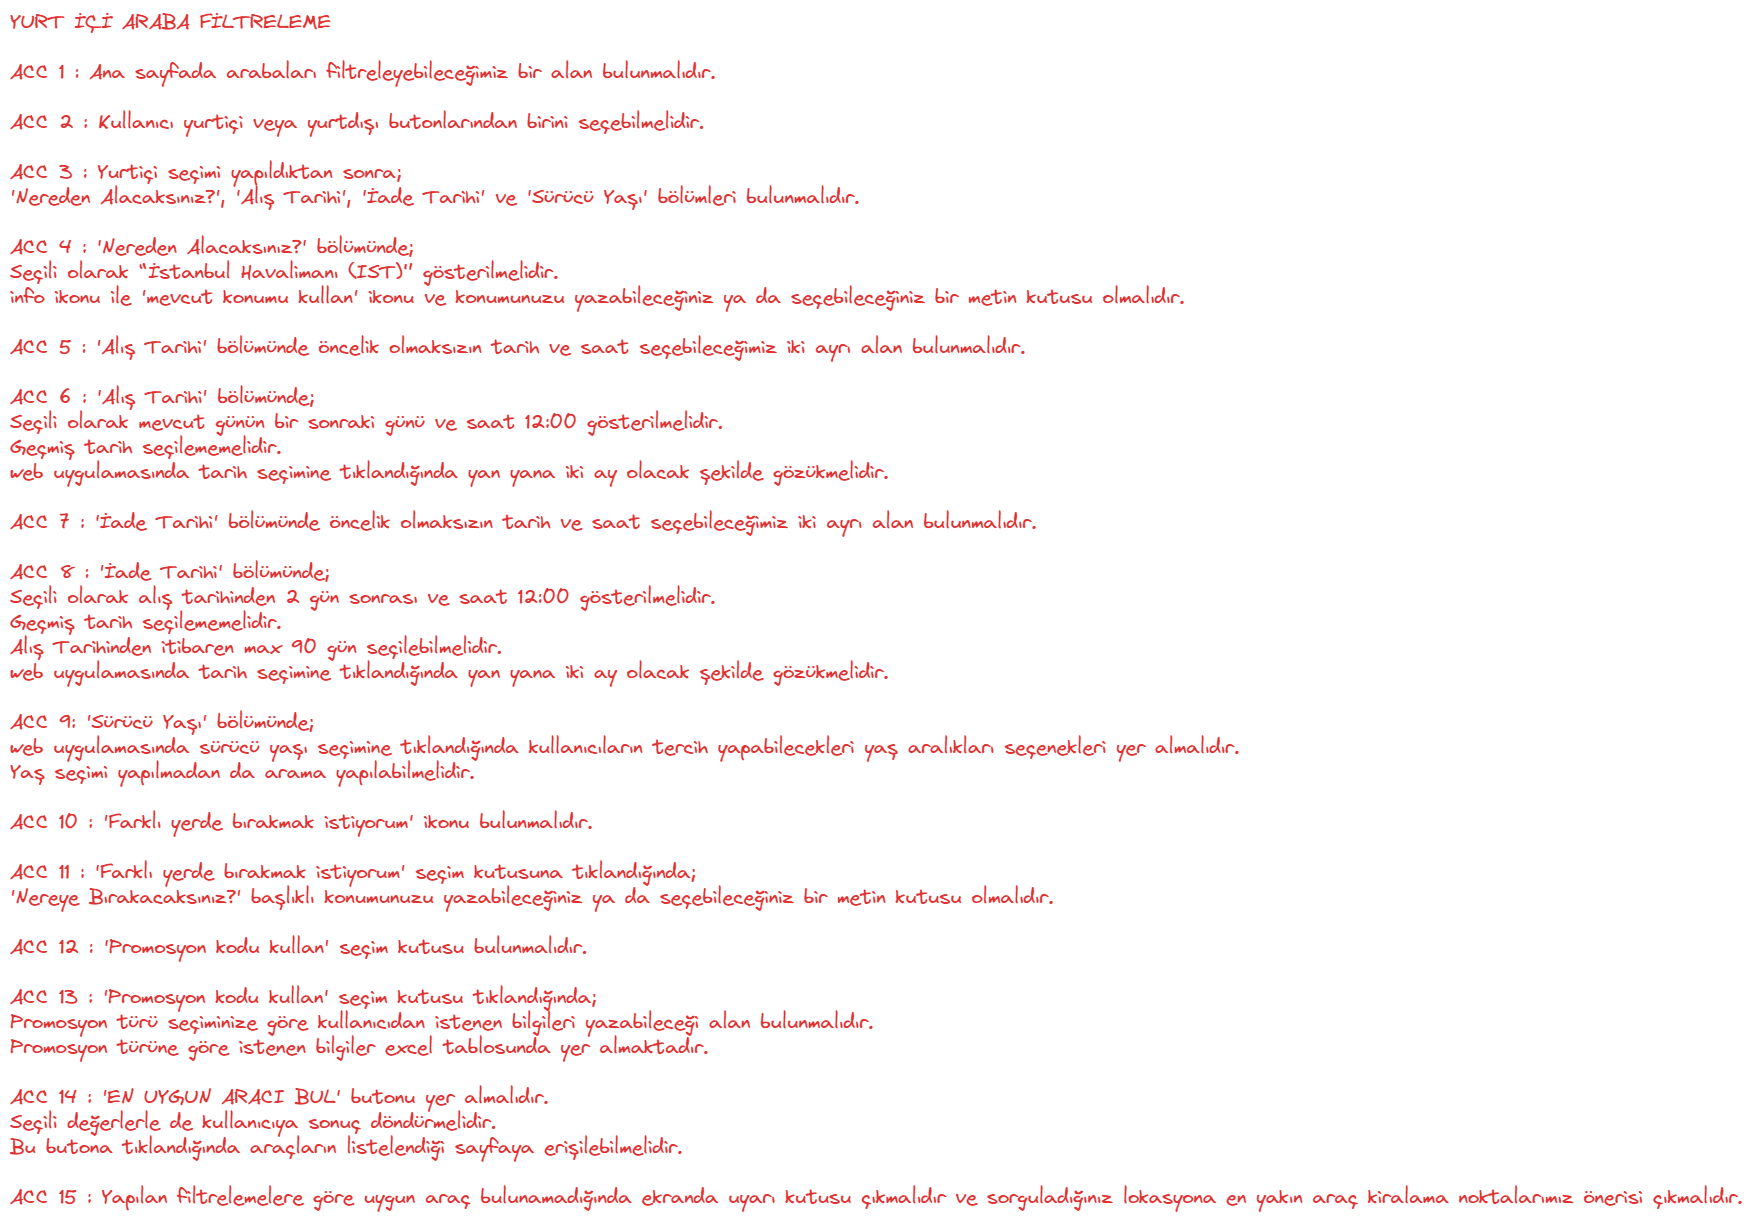 YURT İÇİ ARABA FİLTRELEME
ACC 1 : Ana sayfada arabaları filtreleyebileceğimiz bir alan bulunmalıdır.
ACC 2 : Kullanıcı yurtiçi veya yurtdışı butonlarından birini seçebilmelidir.
ACC 3 : Yurtiçi seçimi yapıldıktan sonra;
'Nereden Alacaksınız?', 'Alış Tarihi', 'İade Tarihi' ve 'Sürücü Yaşı' bölümleri bulunmalıdır.
ACC 4 : 'Nereden Alacaksınız?' bölümünde;
Seçili olarak “İstanbul Havalimanı (IST)'' gösterilmelidir.
info ikonu ile 'mevcut konumu kullan' ikonu ve konumunuzu yazabileceğiniz ya da seçebileceğiniz bir metin kutusu olmalıdır.
ACC 5 : 'Alış Tarihi' bölümünde öncelik olmaksızın tarih ve saat seçebileceğimiz iki ayrı alan bulunmalıdır.
ACC 6 : 'Alış Tarihi' bölümünde;
Seçili olarak mevcut günün bir sonraki günü ve saat 12:00 gösterilmelidir.
Geçmiş tarih seçilememelidir.
web uygulamasında tarih seçimine tıklandığında yan yana iki ay olacak şekilde gözükmelidir.
ACC 7 : 'İade Tarihi' bölümünde öncelik olmaksızın tarih ve saat seçebileceğimiz iki ayrı alan bulunmalıdır.
ACC 8 : 'İade Tarihi' bölümünde;
Seçili olarak alış tarihinden 2 gün sonrası ve saat 12:00 gösterilmelidir.
Geçmiş tarih seçilememelidir.
Alış Tarihinden itibaren max 90 gün seçilebilmelidir.
web uygulamasında tarih seçimine tıklandığında yan yana iki ay olacak şekilde gözükmelidir.
ACC 9: 'Sürücü Yaşı' bölümünde;
web uygulamasında sürücü yaşı seçimine tıklandığında kullanıcıların tercih yapabilecekleri yaş aralıkları seçenekleri yer almalıdır.
Yaş seçimi yapılmadan da arama yapılabilmelidir.
ACC 10 : 'Farklı yerde bırakmak istiyorum' ikonu bulunmalıdır.
ACC 11 : 'Farklı yerde bırakmak istiyorum' seçim kutusuna tıklandığında;
'Nereye Bırakacaksınız?' başlıklı konumunuzu yazabileceğiniz ya da seçebileceğiniz bir metin kutusu olmalıdır.
ACC 12 : 'Promosyon kodu kullan' seçim kutusu bulunmalıdır.
ACC 13 : 'Promosyon kodu kullan' seçim kutusu tıklandığında;
Promosyon türü seçiminize göre kullanıcıdan istenen bilgileri yazabileceği alan bulunmalıdır.
Promosyon türüne göre istenen bilgiler excel tablosunda yer almaktadır.
ACC 14 : 'EN UYGUN ARACI BUL' butonu yer almalıdır.
Seçili değerlerle de kullanıcıya sonuç döndürmelidir.
Bu butona tıklandığında araçların listelendiği sayfaya erişilebilmelidir.
ACC 15 : Yapılan filtrelemelere göre uygun araç bulunamadığında ekranda uyarı kutusu çıkmalıdır ve sorguladığınız lokasyona en yakın araç kiralama noktalarımız önerisi çıkmalıdır.